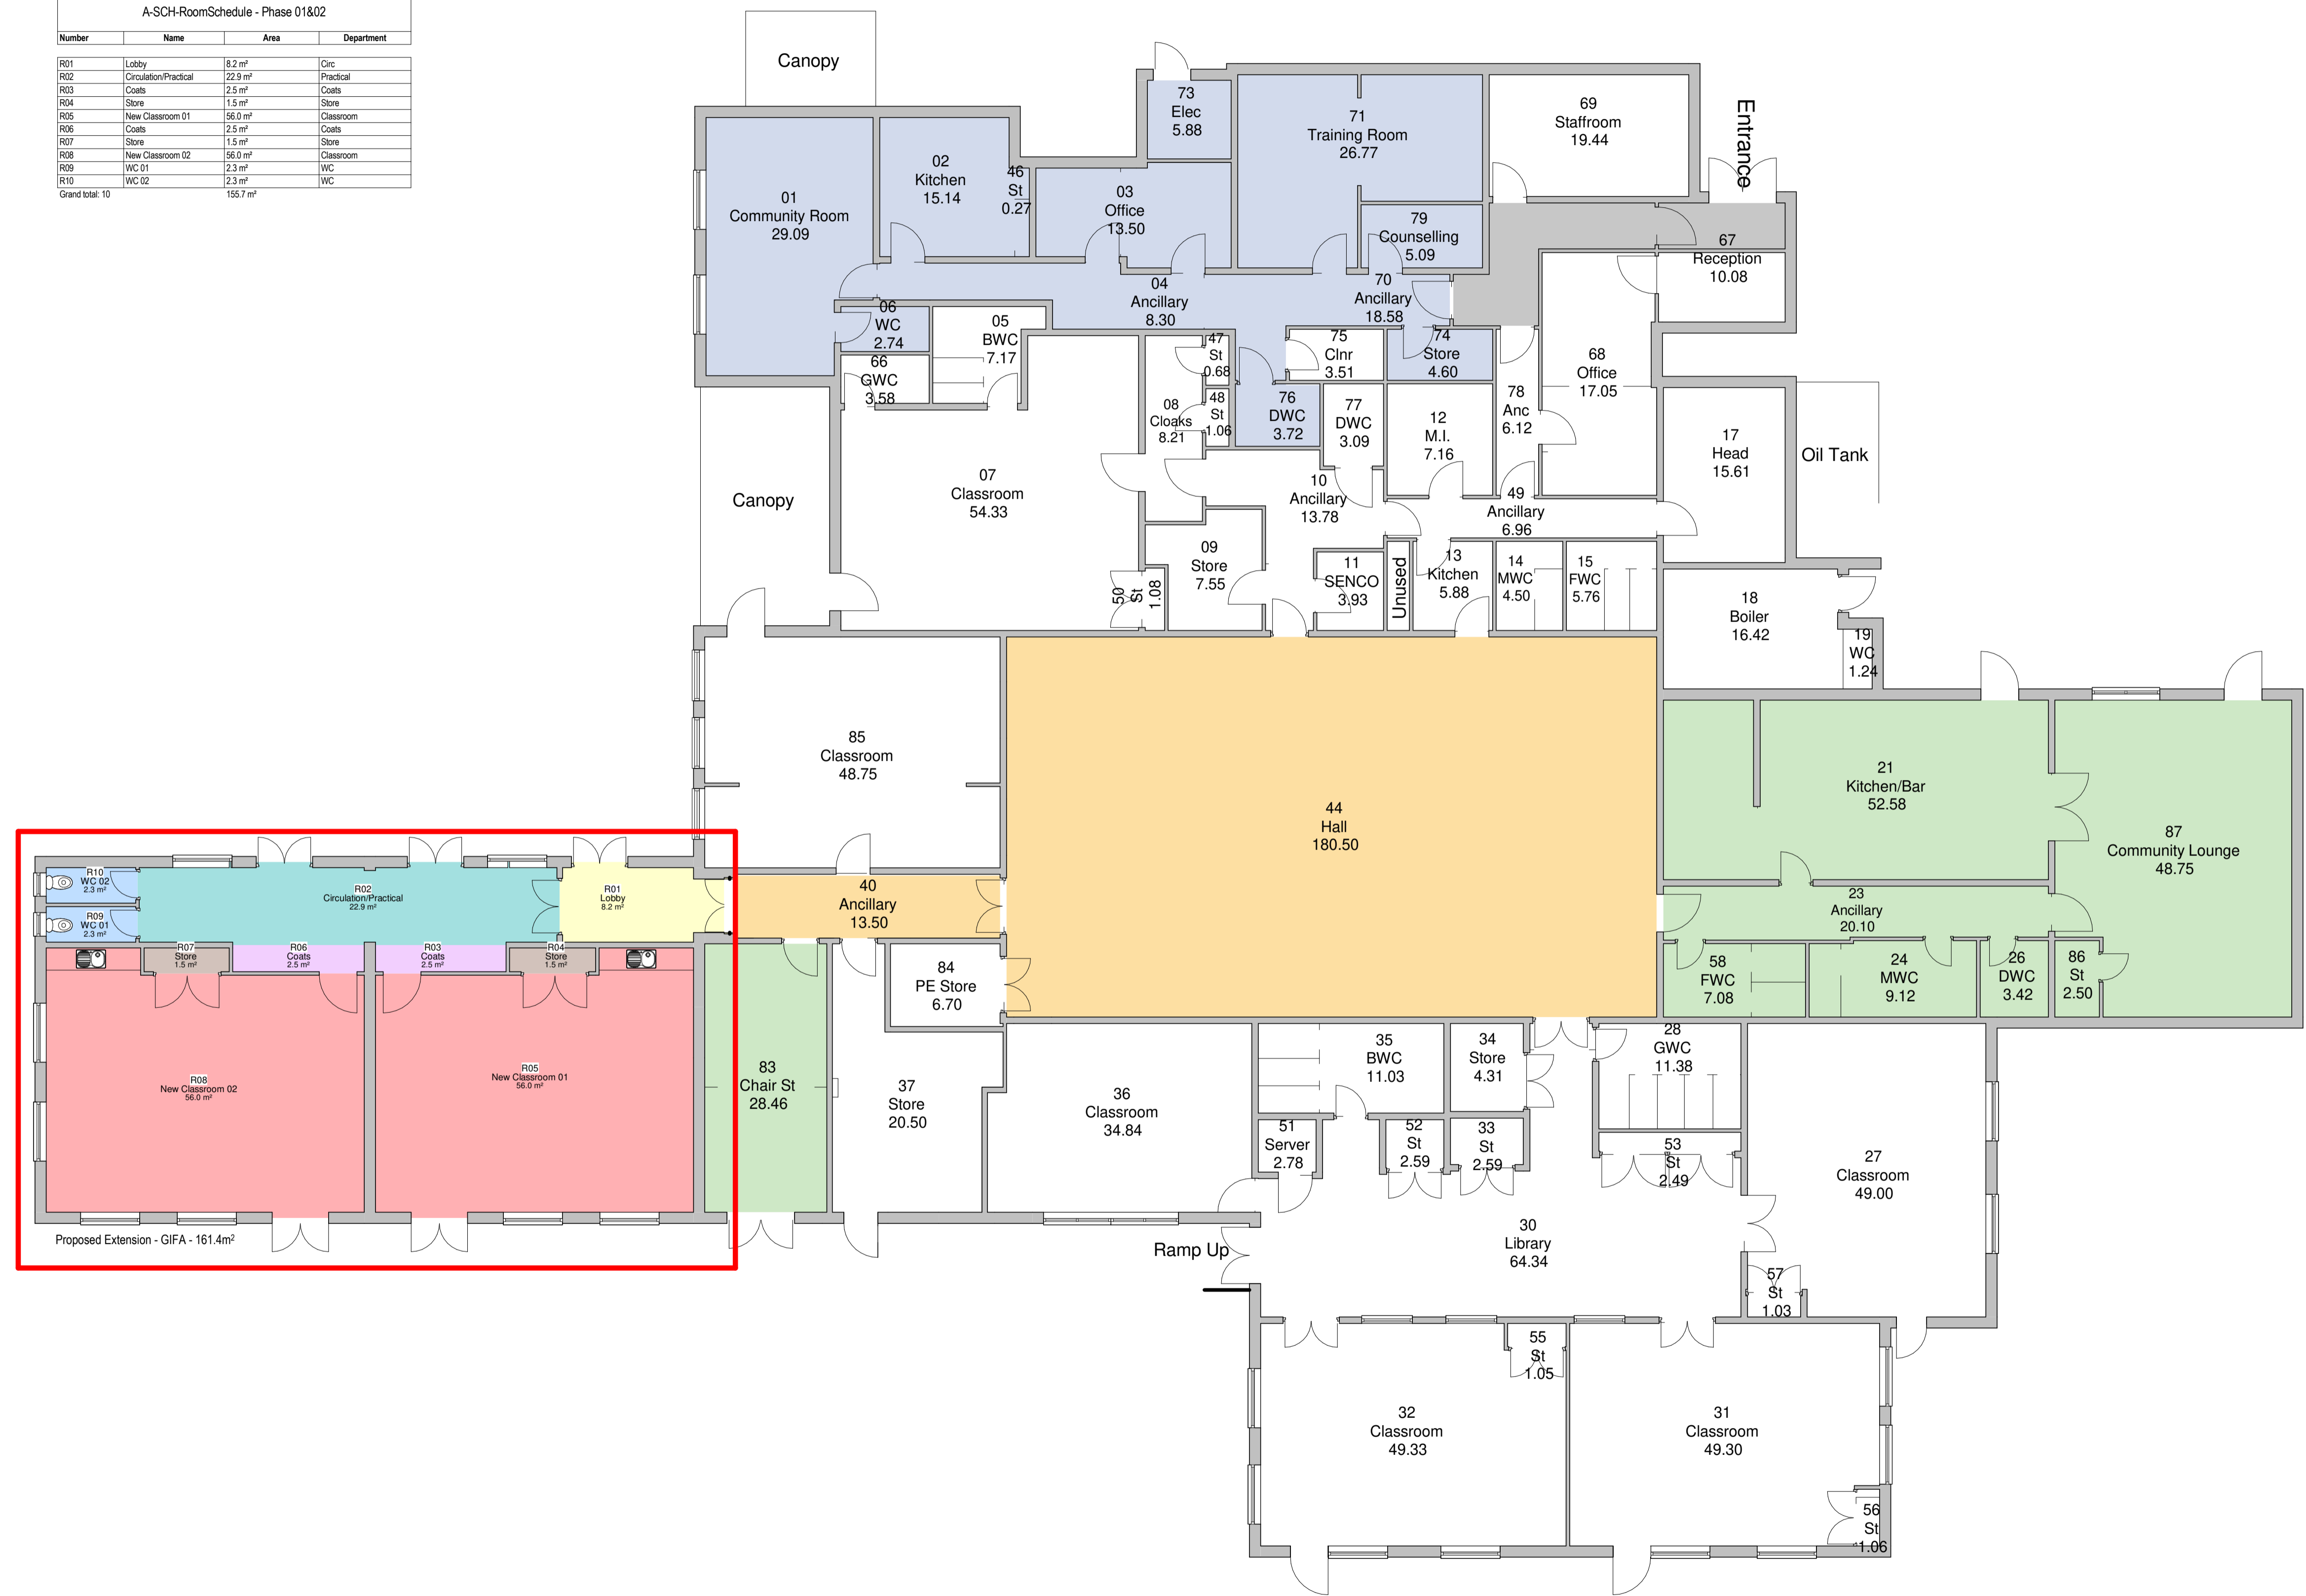 A-SCH-RoomSchedule - Phase 01&02
Number Name Area Department
R01 Lobby 8.2 m² Circ
R02 Circulation/Practical 22.9 m² Practical
R03 Coats 2.5 m² Coats
R04 Store 1.5 m² Store
R05 New Classroom 01 56.0 m² Classroom
R06 Coats 2.5 m² Coats
R07 Store 1.5 m² Store
R08 New Classroom 02 56.0 m² Classroom
R09 WC 01 2.3 m² WC
R10 WC 02 2.3 m² WC
Grand total: 10 155.7 m²
Canopy
73
Elec
5.88
71
Training Room
26.77
69
Staffroom
19.44
Entrance
01
Community Room
29.09
02
Kitchen
15.14
46
St
0.27
03
Office
13.50
79
Counselling
5.09
67
Reception
10.08
04
Ancillary
8.30
70
Ancillary
18.58
06
WC
2.74
05
BWC
7.17
66
GWC
3.58
47
St
0.68
48
St
1.06
75
Clnr
3.51
74
Store
4.60
68
Office
17.05
08
Cloaks
8.21
76
DWC
3.72
77
DWC
3.09
12
M.I.
7.16
78
Anc
6.12
17
Head
15.61
Oil Tank
Canopy
07
Classroom
54.33
10
Ancillary
13.78
49
Ancillary
6.96
09
Store
7.55
50
St
1.08
11
SENCO
3.93
Unused
13
Kitchen
5.88
14
MWC
4.50
15
FWC
5.76
18
Boiler
16.42
19
WC
1.24
85
Classroom
48.75
44
Hall
180.50
21
Kitchen/Bar
52.58
87
Community Lounge
48.75
R10
WC 02
2.3 m²
R09
WC 01
2.3 m²
R02
Circulation/Practical
22.9 m²
R01
Lobby
8.2 m²
40
Ancillary
13.50
23
Ancillary
20.10
R07
Store
1.5 m²
R06
Coats
2.5 m²
R03
Coats
2.5 m²
R04
Store
1.5 m²
84
PE Store
6.70
58
FWC
7.08
24
MWC
9.12
26
DWC
3.42
86
St
2.50
R08
New Classroom 02
56.0 m²
R05
New Classroom 01
56.0 m²
83
Chair St
28.46
37
Store
20.50
36
Classroom
34.84
35
BWC
11.03
34
Store
4.31
28
GWC
11.38
51
Server
2.78
52
St
2.59
33
St
2.59
53
St
2.49
27
Classroom
49.00
Proposed Extension - GIFA - 161.4m²
Ramp Up
30
Library
64.34
57
St
1.03
55
St
1.05
32
Classroom
49.33
31
Classroom
49.30
56
St
1.06